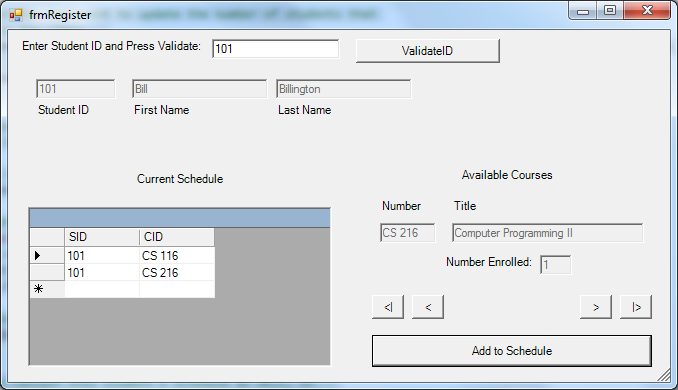 frmRegister
Enter Student ID and Press Validate: 101 ValidateID
101 Bill Billington
Student ID First Name Last Name
Current Schedule
Available Courses
Number Title
CS 216 Computer Programming II
Number Enrolled: 1
SID CID
101 CS 116
101 CS 216
<| < > |>
Add to Schedule